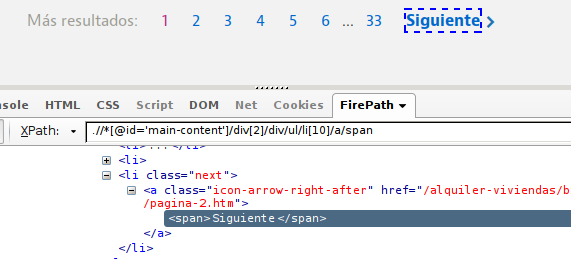 Más resultados: 1 2 3 4 5 6 ... 33 Siguiente >
sole HTML CSS Script DOM Net Cookies FirePath
XPath: .//*[@id='main-content']/div[2]/div/ul/li[10]/a/span
<li>...</li>
<li>
<li class="next">
<a class="icon-arrow-right-after" href="/alquiler-viviendas/b
/pagina-2.htm">
<span>Siguiente</span>
</a>
</li>